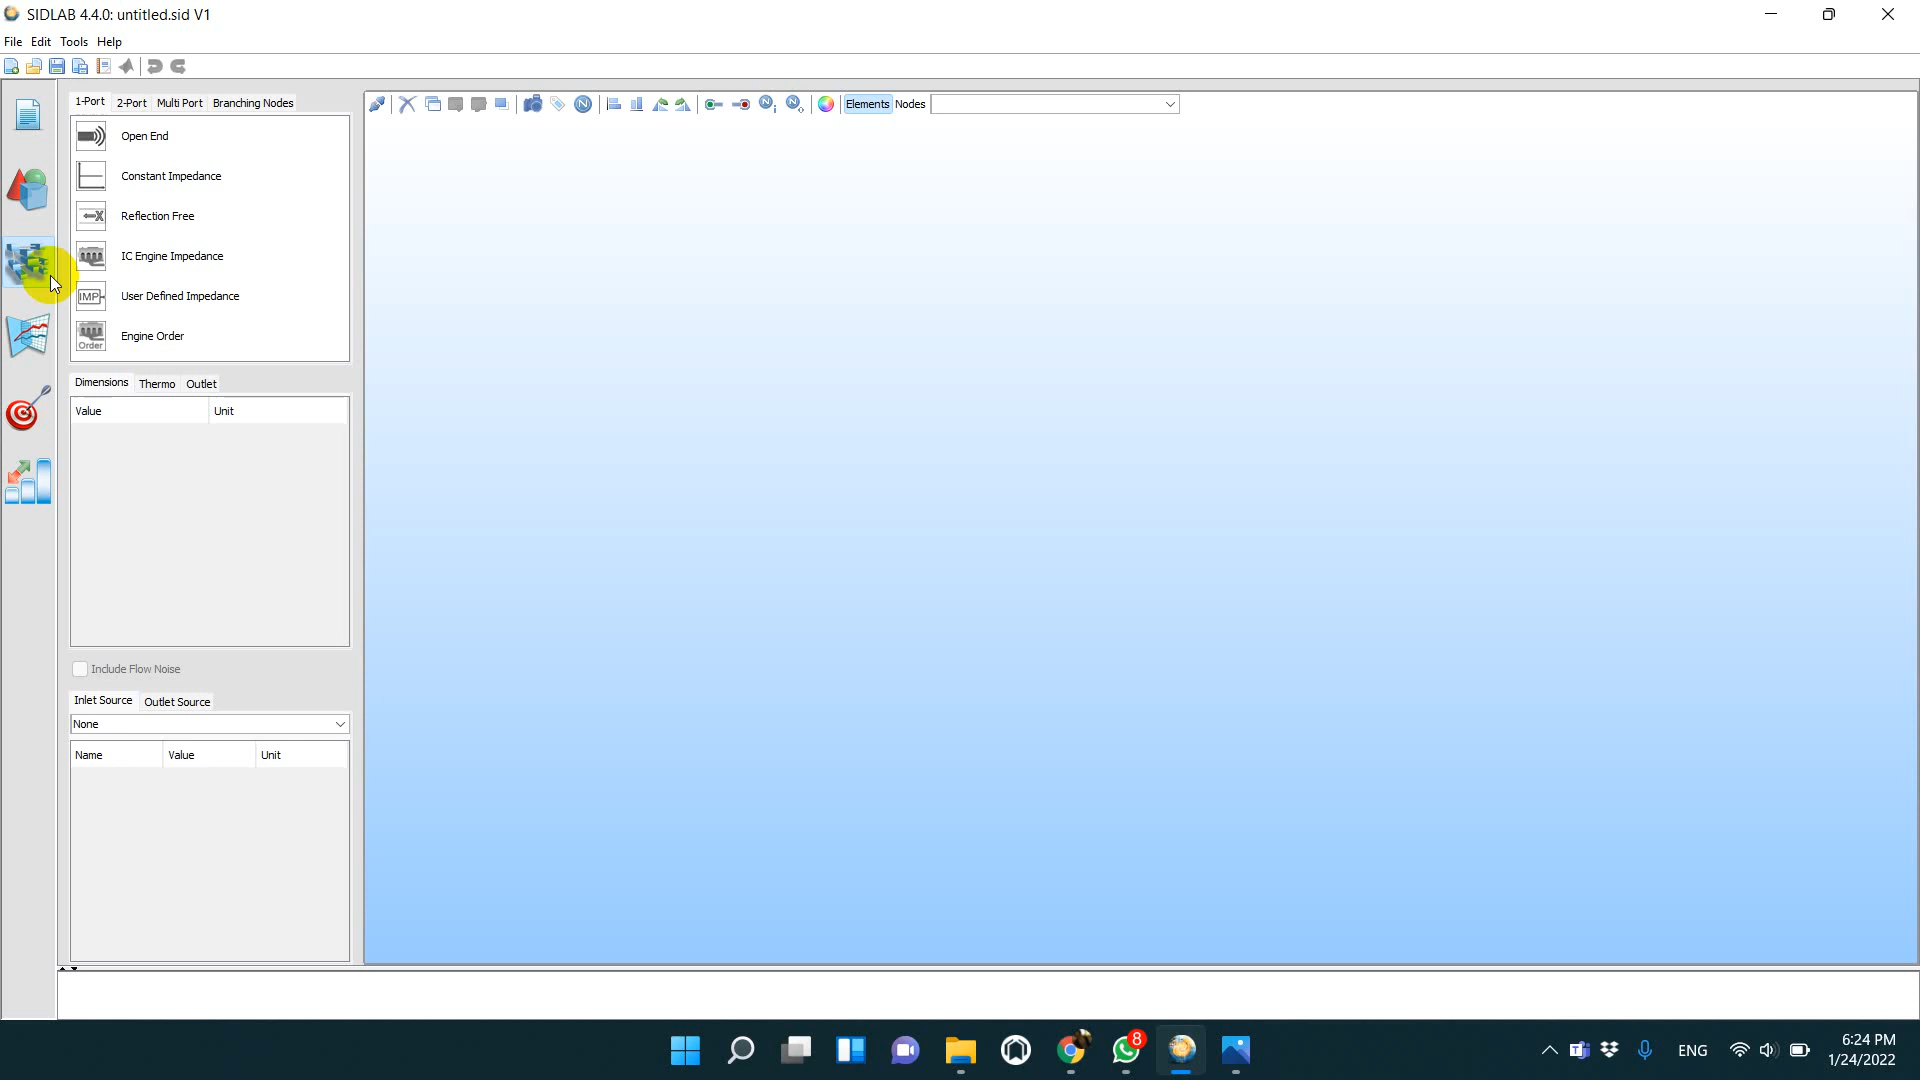 SIDLAB 4.4.0: untitled.sid V1
File Edit Tools Help
1-Port 2-Port Multi Port Branching Nodes
Elements Nodes
Open End
Constant Impedance
Reflection Free
IC Engine Impedance
IMP User Defined Impedance
Order Engine Order
Dimensions Thermo Outlet
Value Unit
Include Flow Noise
Inlet Source Outlet Source
None
Name Value Unit
8
ENG
6:24 PM
1/24/2022